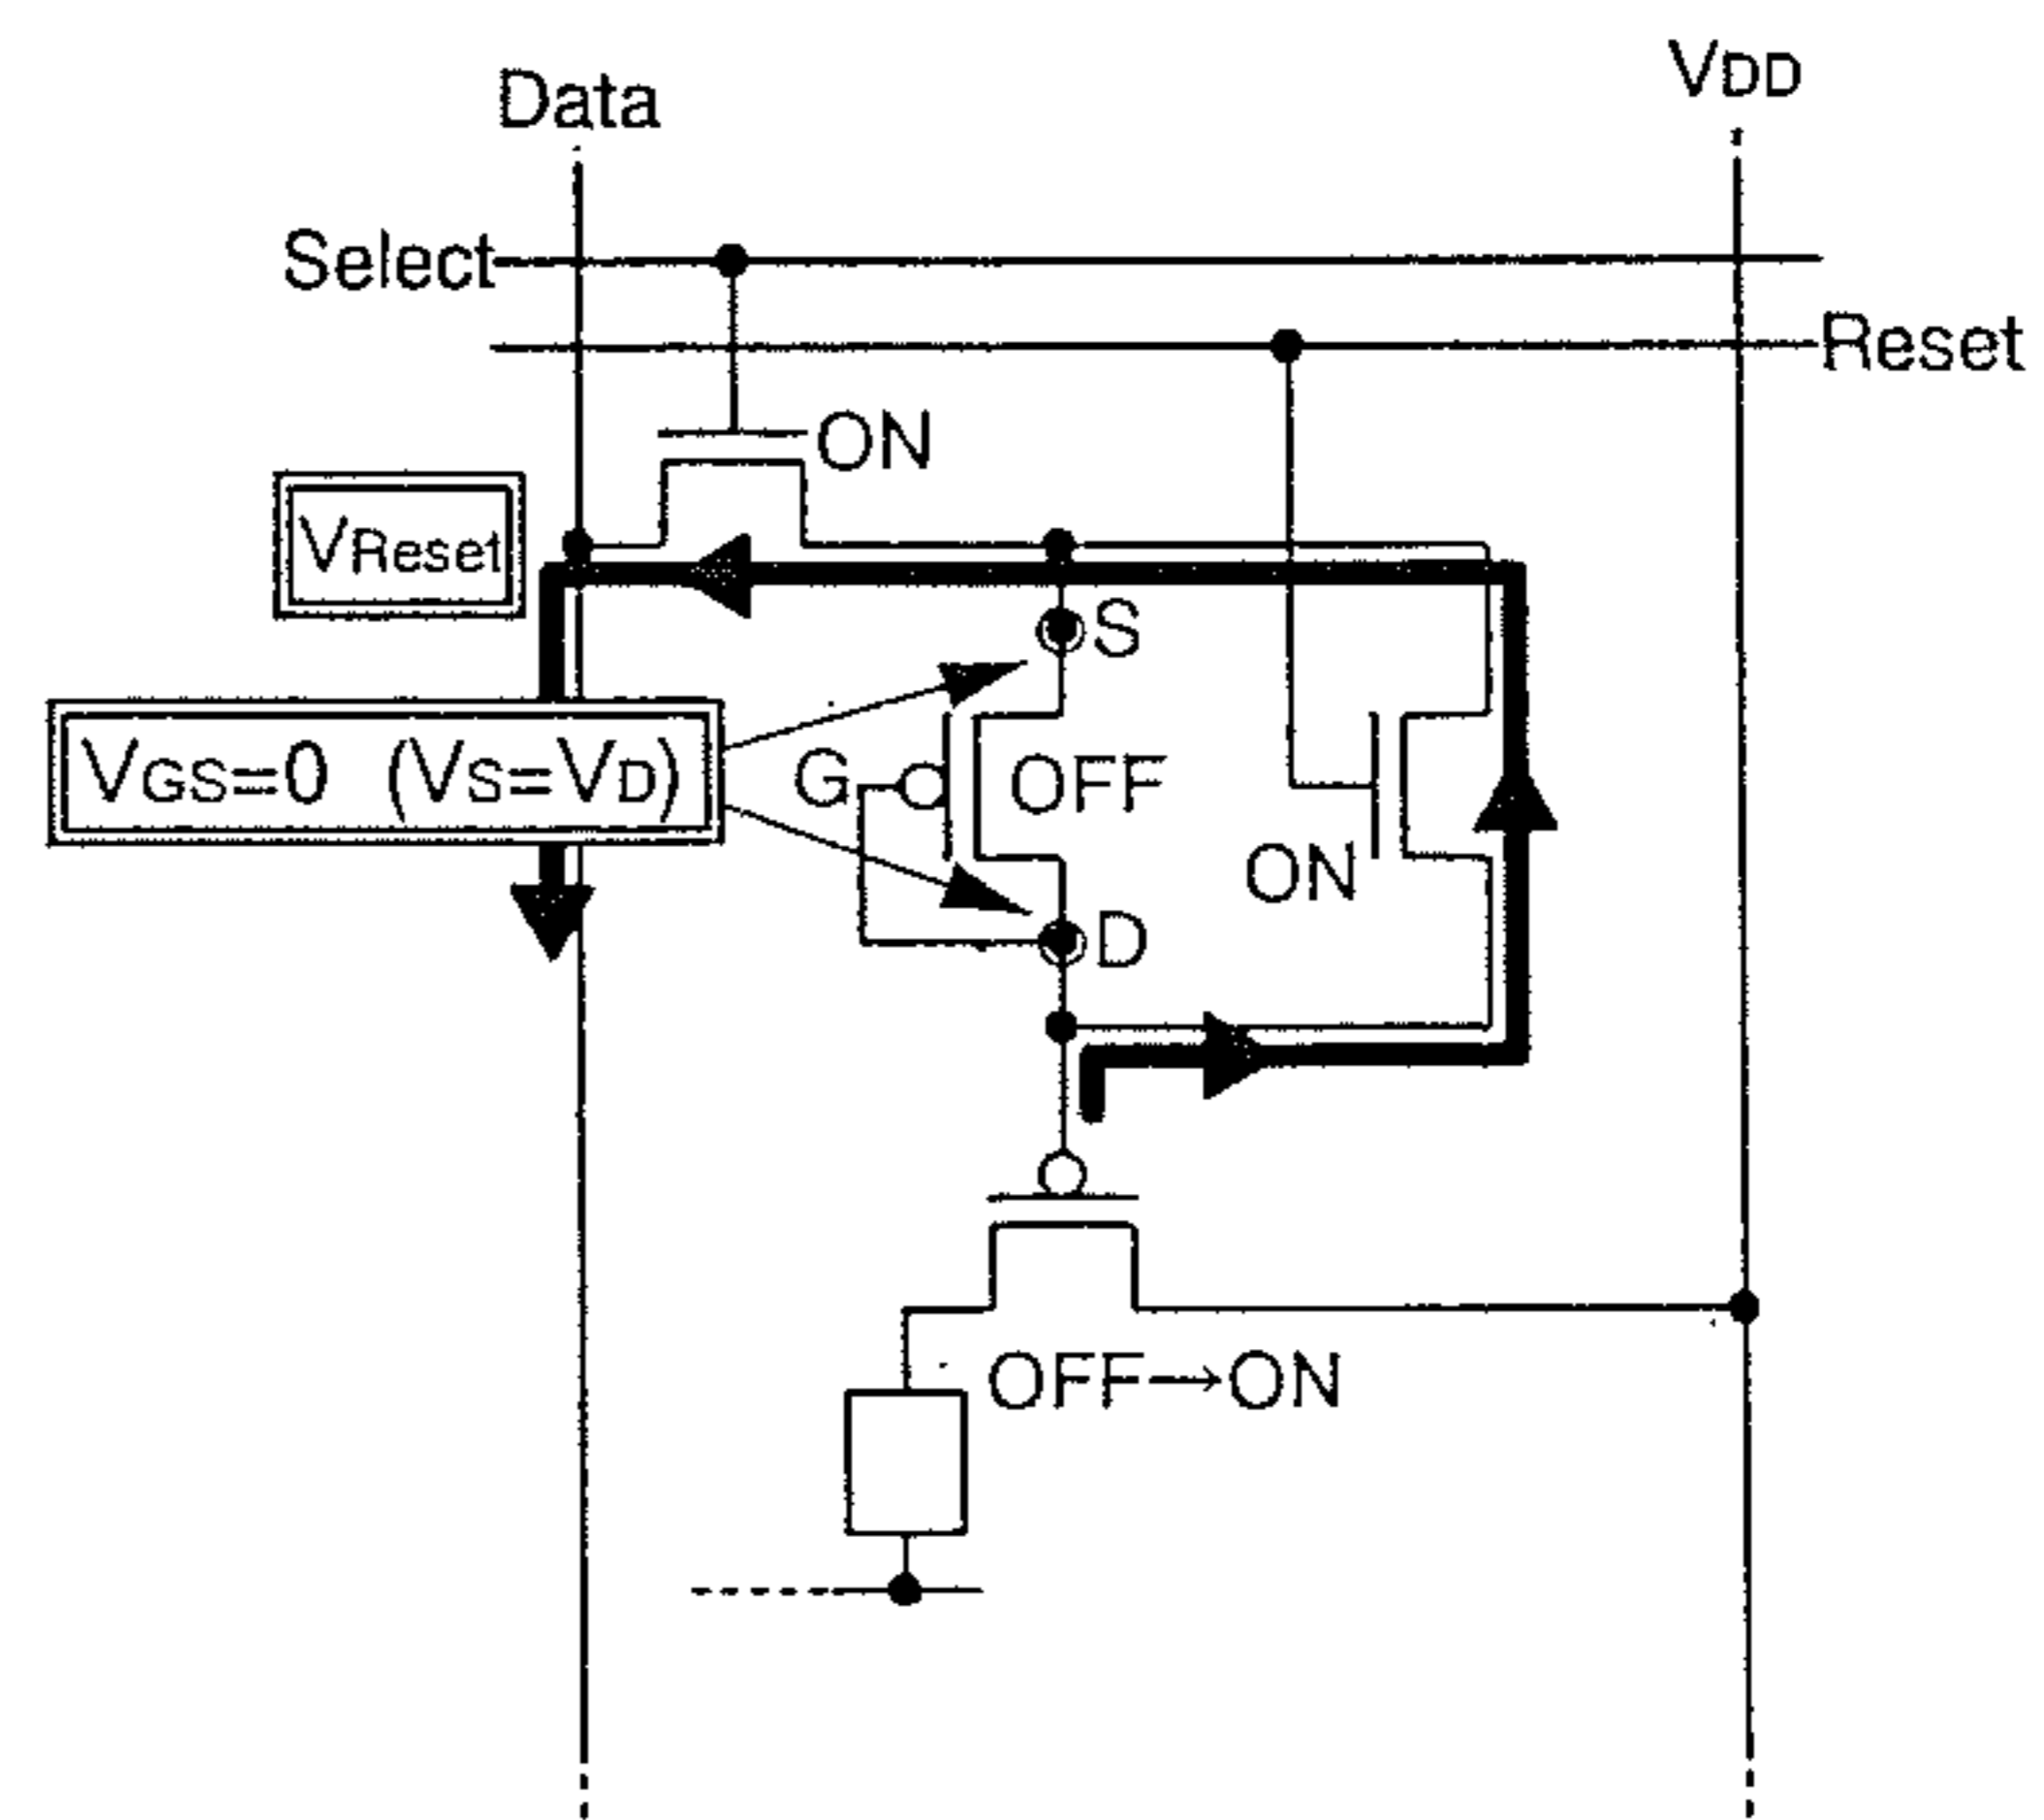 Data
VDD
Select
Reset
ON
VReset
S
VGS=0 (VS=VD)
G
OFF
ON
D
OFF→ON